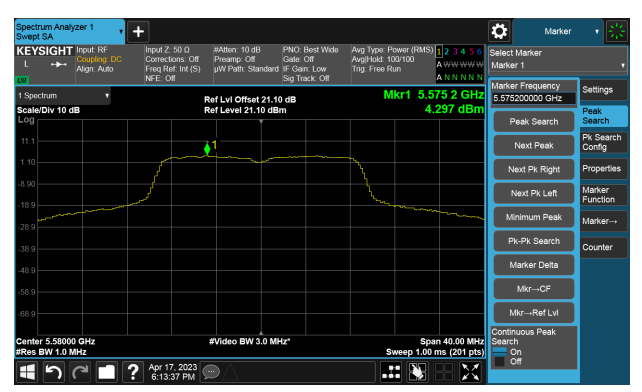 Spectrum Analyzer 1
Swept SA
Marker
KEYSIGHT
L
Input: RF
Coupling: DC
Align: Auto
Input Z: 50 Ω
Corrections: Off
Freq Ref: Int (S)
NFE: Off
#Atten: 10 dB
Preamp: Off
µW Path: Standard
PNO: Best Wide
Gate: Off
IF Gain: Low
Sig Track: Off
Avg Type: Power (RMS)
Avg|Hold: 100/100
Trig: Free Run
1 2 3 4 5 6
A W W W W W
A N N N N N
LXI
Select Marker
Marker 1
1 Spectrum
Scale/Div 10 dB
Log
Ref Lvl Offset 21.10 dB
Ref Level 21.10 dBm
Mkr1 5.575 2 GHz
4.297 dBm
1
11.1
1.10
-8.90
-18.9
-28.9
-38.9
-48.9
-58.9
-68.9
Center 5.58000 GHz
#Res BW 1.0 MHz
#Video BW 3.0 MHz*
Span 40.00 MHz
Sweep 1.00 ms (201 pts)
Marker Frequency
5.575200000 GHz
Peak Search
Next Peak
Next Pk Right
Next Pk Left
Minimum Peak
Pk-Pk Search
Marker Delta
Mkr→CF
Mkr→Ref Lvl
Continuous Peak
Search
On
Off
Settings
Peak
Search
Pk Search
Config
Properties
Marker
Function
Marker→
Counter
?
Apr 17, 2023
6:13:37 PM